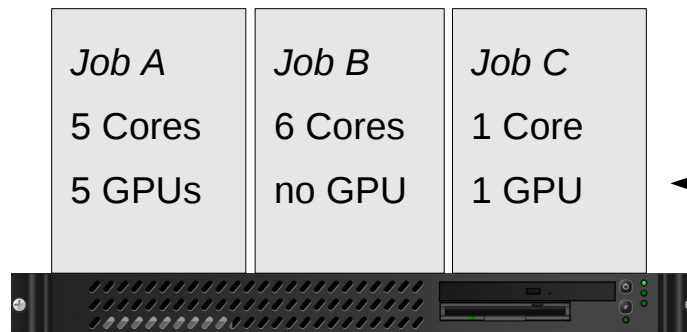 Job A
5 Cores
5 GPUs
Job B
6 Cores
no GPU
Job C
1 Core
1 GPU